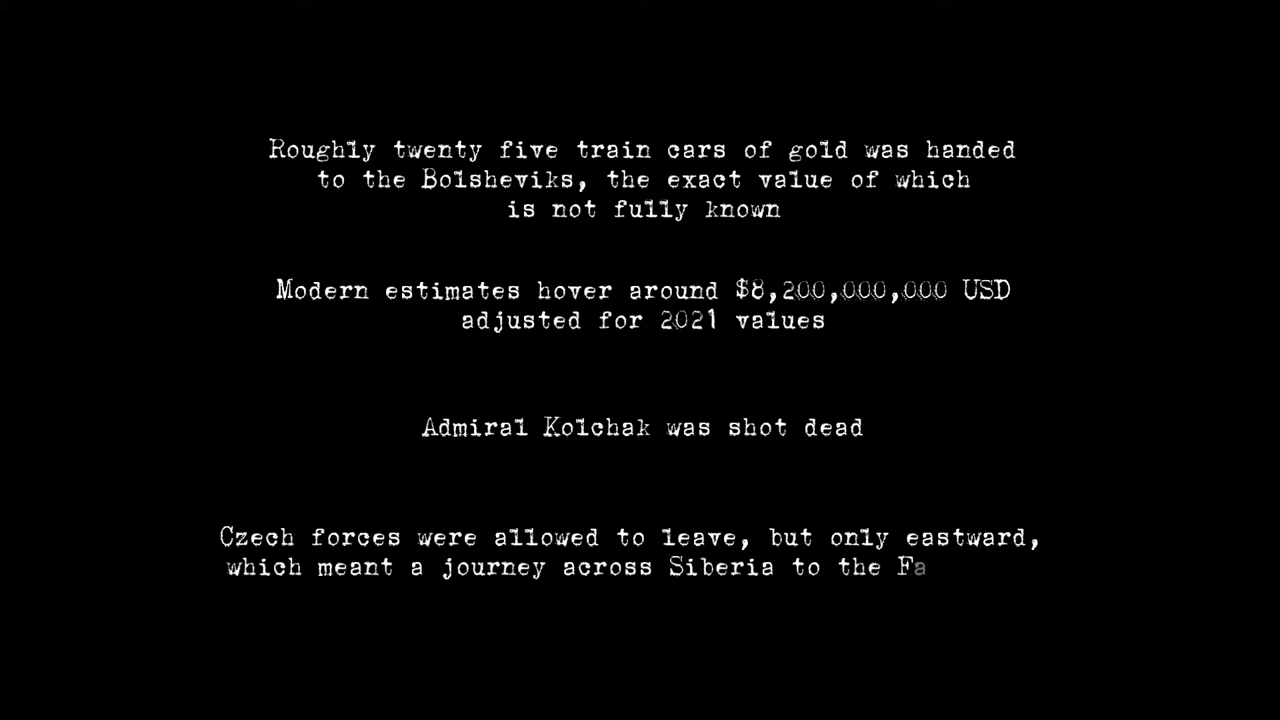 Roughly twenty five train cars of gold was handed
to the Bolsheviks, the exact value of which
is not fully known
Modern estimates hover around $8,200,000,000 USD
adjusted for 2021 values
Admiral Kolchak was shot dead
Czech forces were allowed to leave, but only eastward,
which meant a journey across Siberia to the Fa